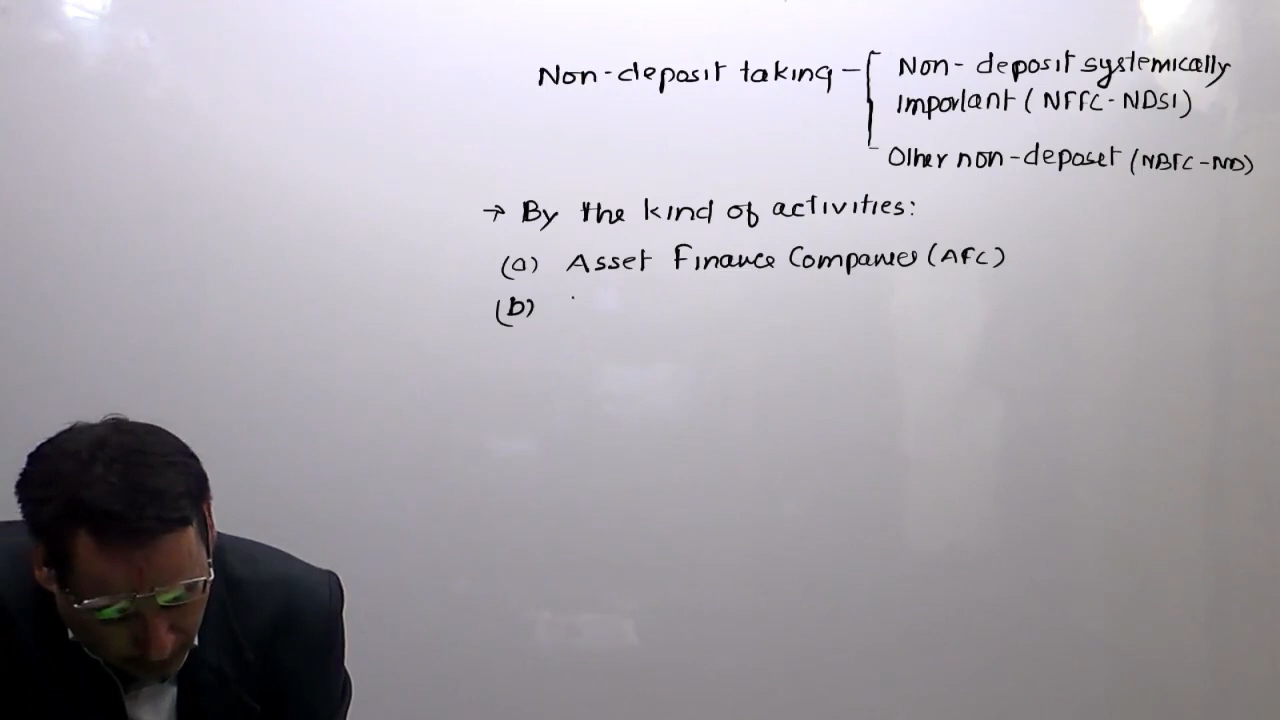 Non-deposit taking - Non-deposit systemically
Important (NFFC-NDSI)
Other non-deposet (NBFC-ND)
→ By the kind of activities:
(a) Asset Finance Companies (AFC)
(b)